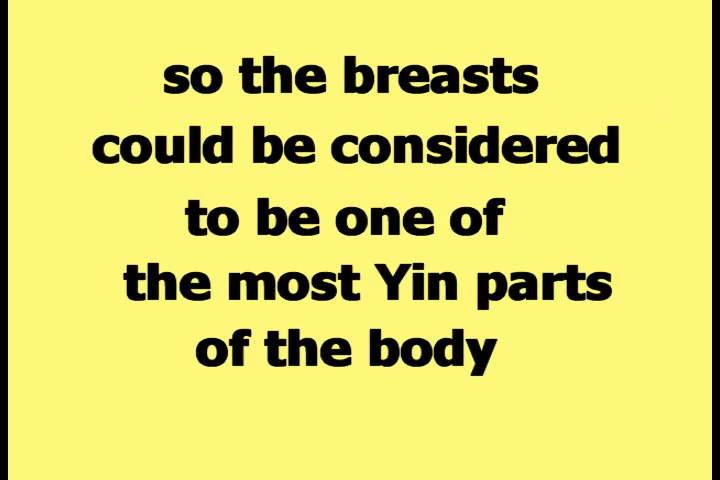 so the breasts
could be considered
to be one of
the most Yin parts
of the body